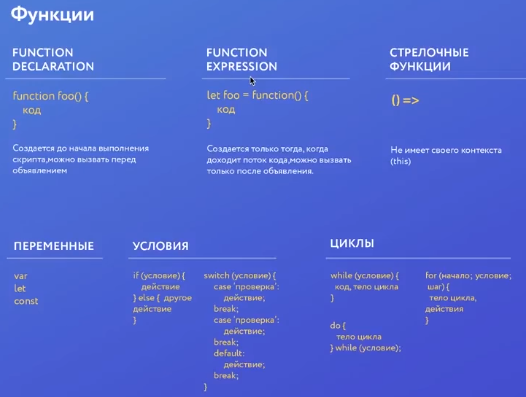 Функции
FUNCTION
DECLARATION
function foo() {
код
}
Создается до начала выполнения
скрипта,можно вызвать перед
объявлением
FUNCTION
EXPRESSION
let foo = function() {
код
}
Создается только тогда, когда
доходит поток кода,можно вызвать
только после объявления.
СТРЕЛОЧНЫЕ
ФУНКЦИИ
() =>
Не имеет своего контекста
(this)
ПЕРЕМЕННЫЕ
var
let
const
УСЛОВИЯ
if (условие) {
действие
} else { другое
действие
}
switch (условие) {
case 'проверка':
действие;
break;
case 'проверка':
действие;
break;
default:
действие;
break;
}
ЦИКЛЫ
while (условие) {
код, тело цикла
}
do {
тело цикла
} while (условие);
for (начало; условие;
шаг) {
тело цикла,
действия
}